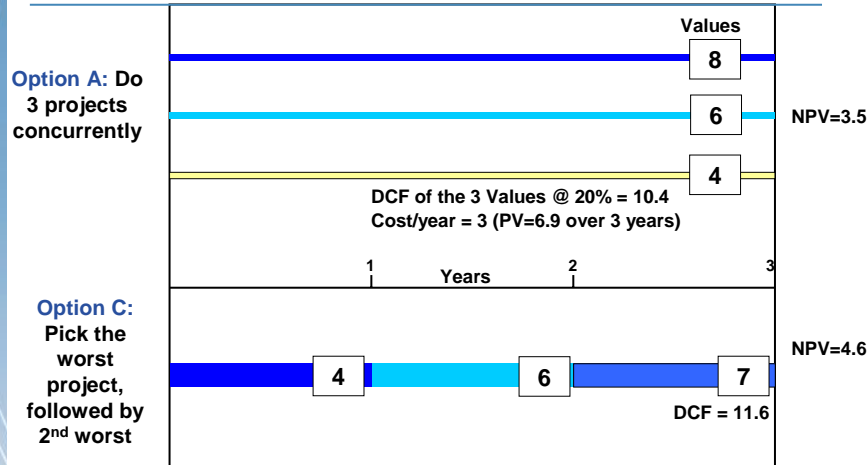 Values
8
Option A: Do
3 projects
concurrently
6
NPV=3.5
4
DCF of the 3 Values @ 20% = 10.4
Cost/year = 3 (PV=6.9 over 3 years)
1
2
3
Years
Option C:
Pick the
worst
project,
followed by
2nd worst
4
6
7
NPV=4.6
DCF = 11.6